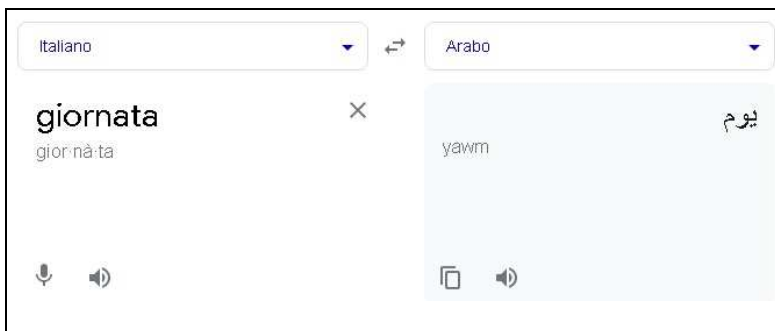 Italiano
Arabo
giornata
gior·nà·ta
يوم
yawm